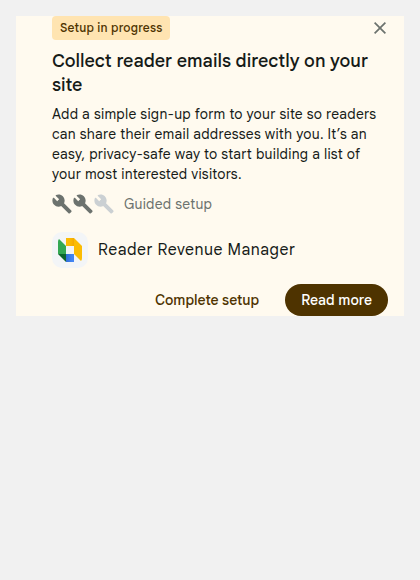 Setup in progress
Collect reader emails directly on your
site
Add a simple sign-up form to your site so readers
can share their email addresses with you. It’s an
easy, privacy-safe way to start building a list of
your most interested visitors.
Guided setup
Reader Revenue Manager
Complete setup
Read more